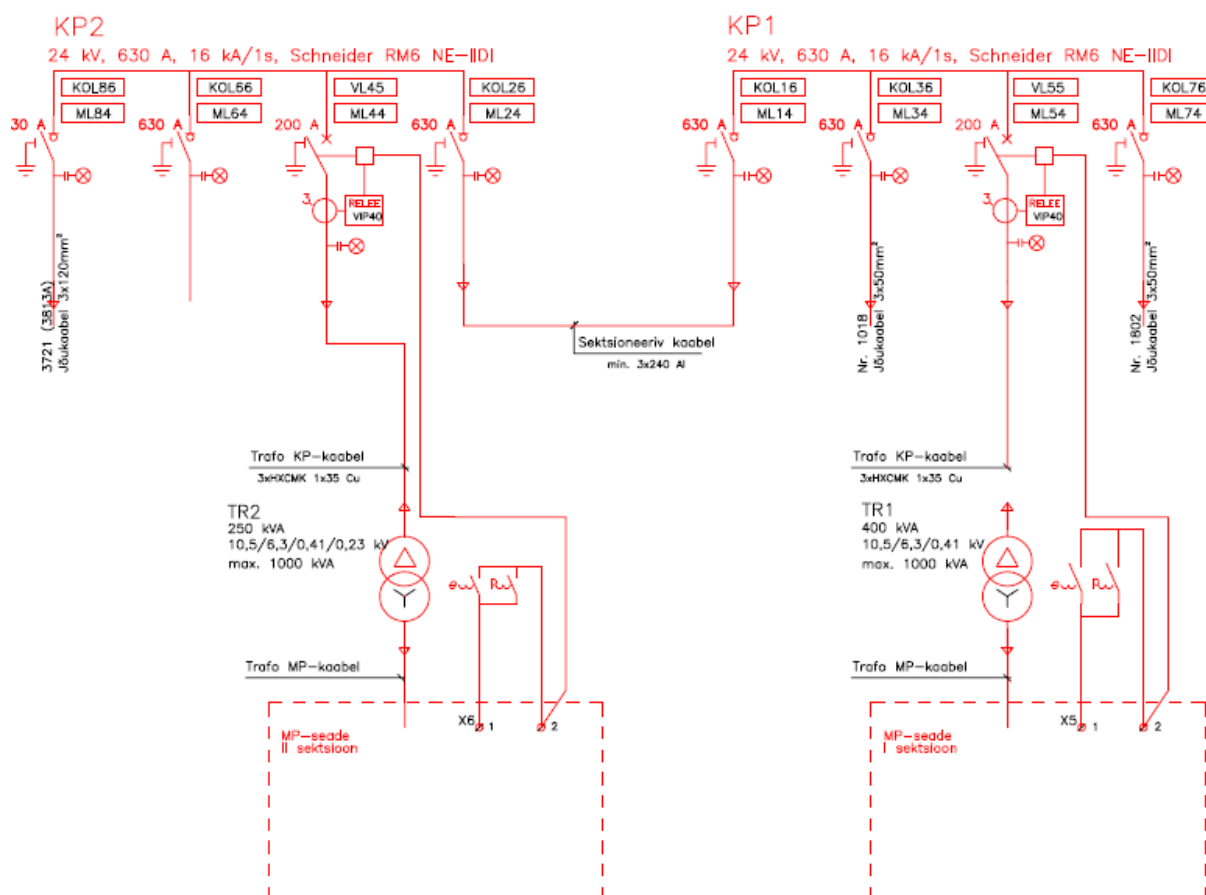 KP2
24 kV, 630 A, 16 kA/1s, Schneider RM6 NE-IIDI
KOL86
ML84
KOL66
ML64
VL45
ML44
KOL26
ML24
30 A
630 A
200 A
630 A
3
RELEE
VIP40
3721 (3813A)
Jõukaabel 3x120mm²
KP1
24 kV, 630 A, 16 kA/1s, Schneider RM6 NE-IIDI
KOL16
ML14
KOL36
ML34
VL55
ML54
KOL76
ML74
630 A
630 A
200 A
630 A
3
RELEE
VIP40
Nr. 1018
Jõukaabel 3x50mm²
Nr. 1802
Jõukaabel 3x50mm²
Sektsioneeriv kaabel
min. 3x240 Al
Trafo KP-kaabel
3xHXCMK 1x35 Cu
TR2
250 kVA
10,5/6,3/0,41/0,23 kV
max. 1000 kVA
Trafo MP-kaabel
X6 1 2
MP-seade
II sektsioon
Trafo KP-kaabel
3xHXCMK 1x35 Cu
TR1
400 kVA
10,5/6,3/0,41 kV
max. 1000 kVA
Trafo MP-kaabel
X5 1 2
MP-seade
I sektsioon